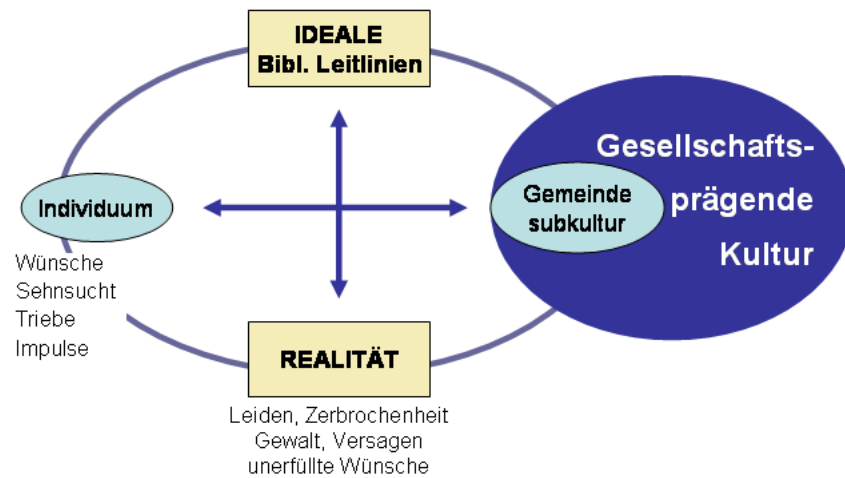 IDEALE
Bibl. Leitlinien
Gesellschafts-
prägende
Kultur
Individuum
Gemeinde
subkultur
Wünsche
Sehnsucht
Triebe
Impulse
REALITÄT
Leiden, Zerbrochenheit
Gewalt, Versagen
unerfüllte Wünsche